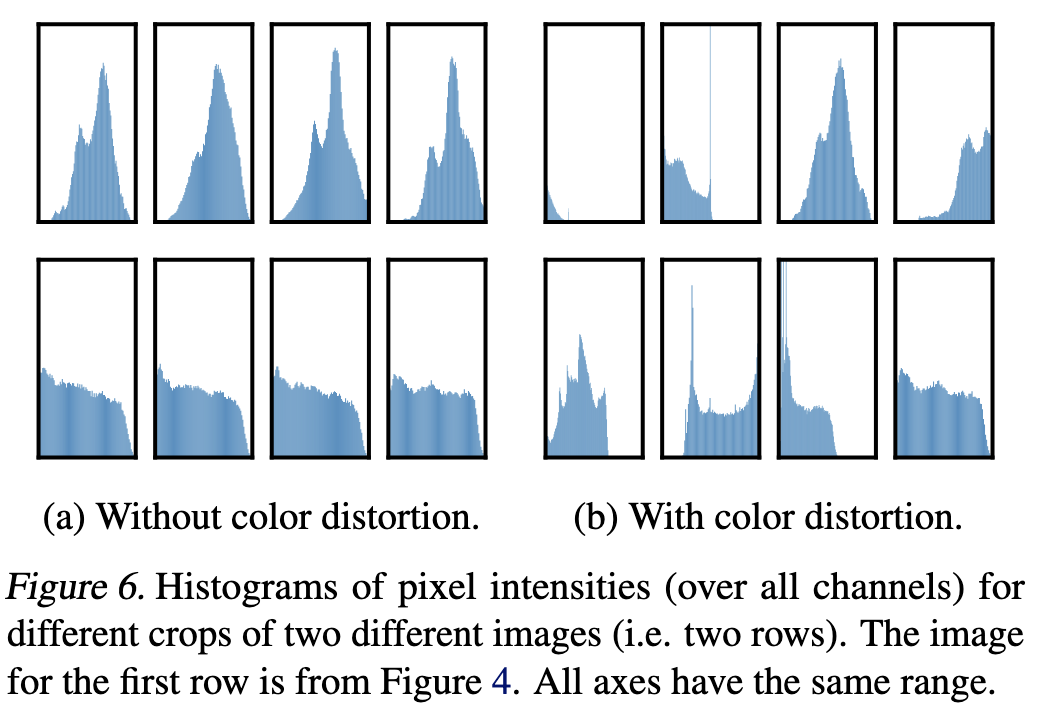 (a) Without color distortion.
(b) With color distortion.
Figure 6. Histograms of pixel intensities (over all channels) for
different crops of two different images (i.e. two rows). The image
for the first row is from Figure 4. All axes have the same range.